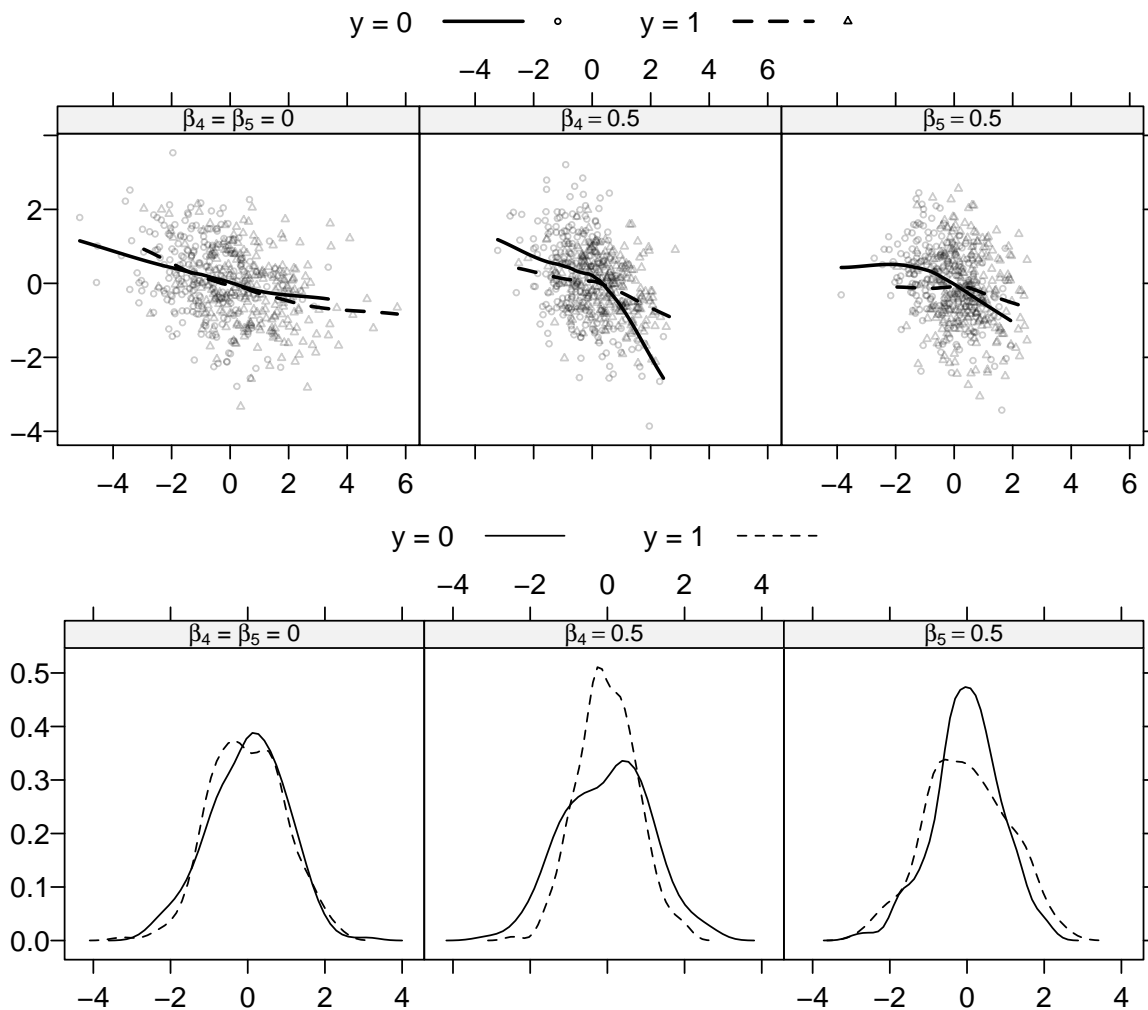 y = 0 y = 1
−4 −2 0 2 4 6
β₄ = β₅ = 0 β₄ = 0.5 β₅ = 0.5
2
0
−2
−4
−4 −2 0 2 4 6 −4 −2 0 2 4 6
y = 0 y = 1
−4 −2 0 2 4
β₄ = β₅ = 0 β₄ = 0.5 β₅ = 0.5
0.5
0.4
0.3
0.2
0.1
0.0
−4 −2 0 2 4 −4 −2 0 2 4